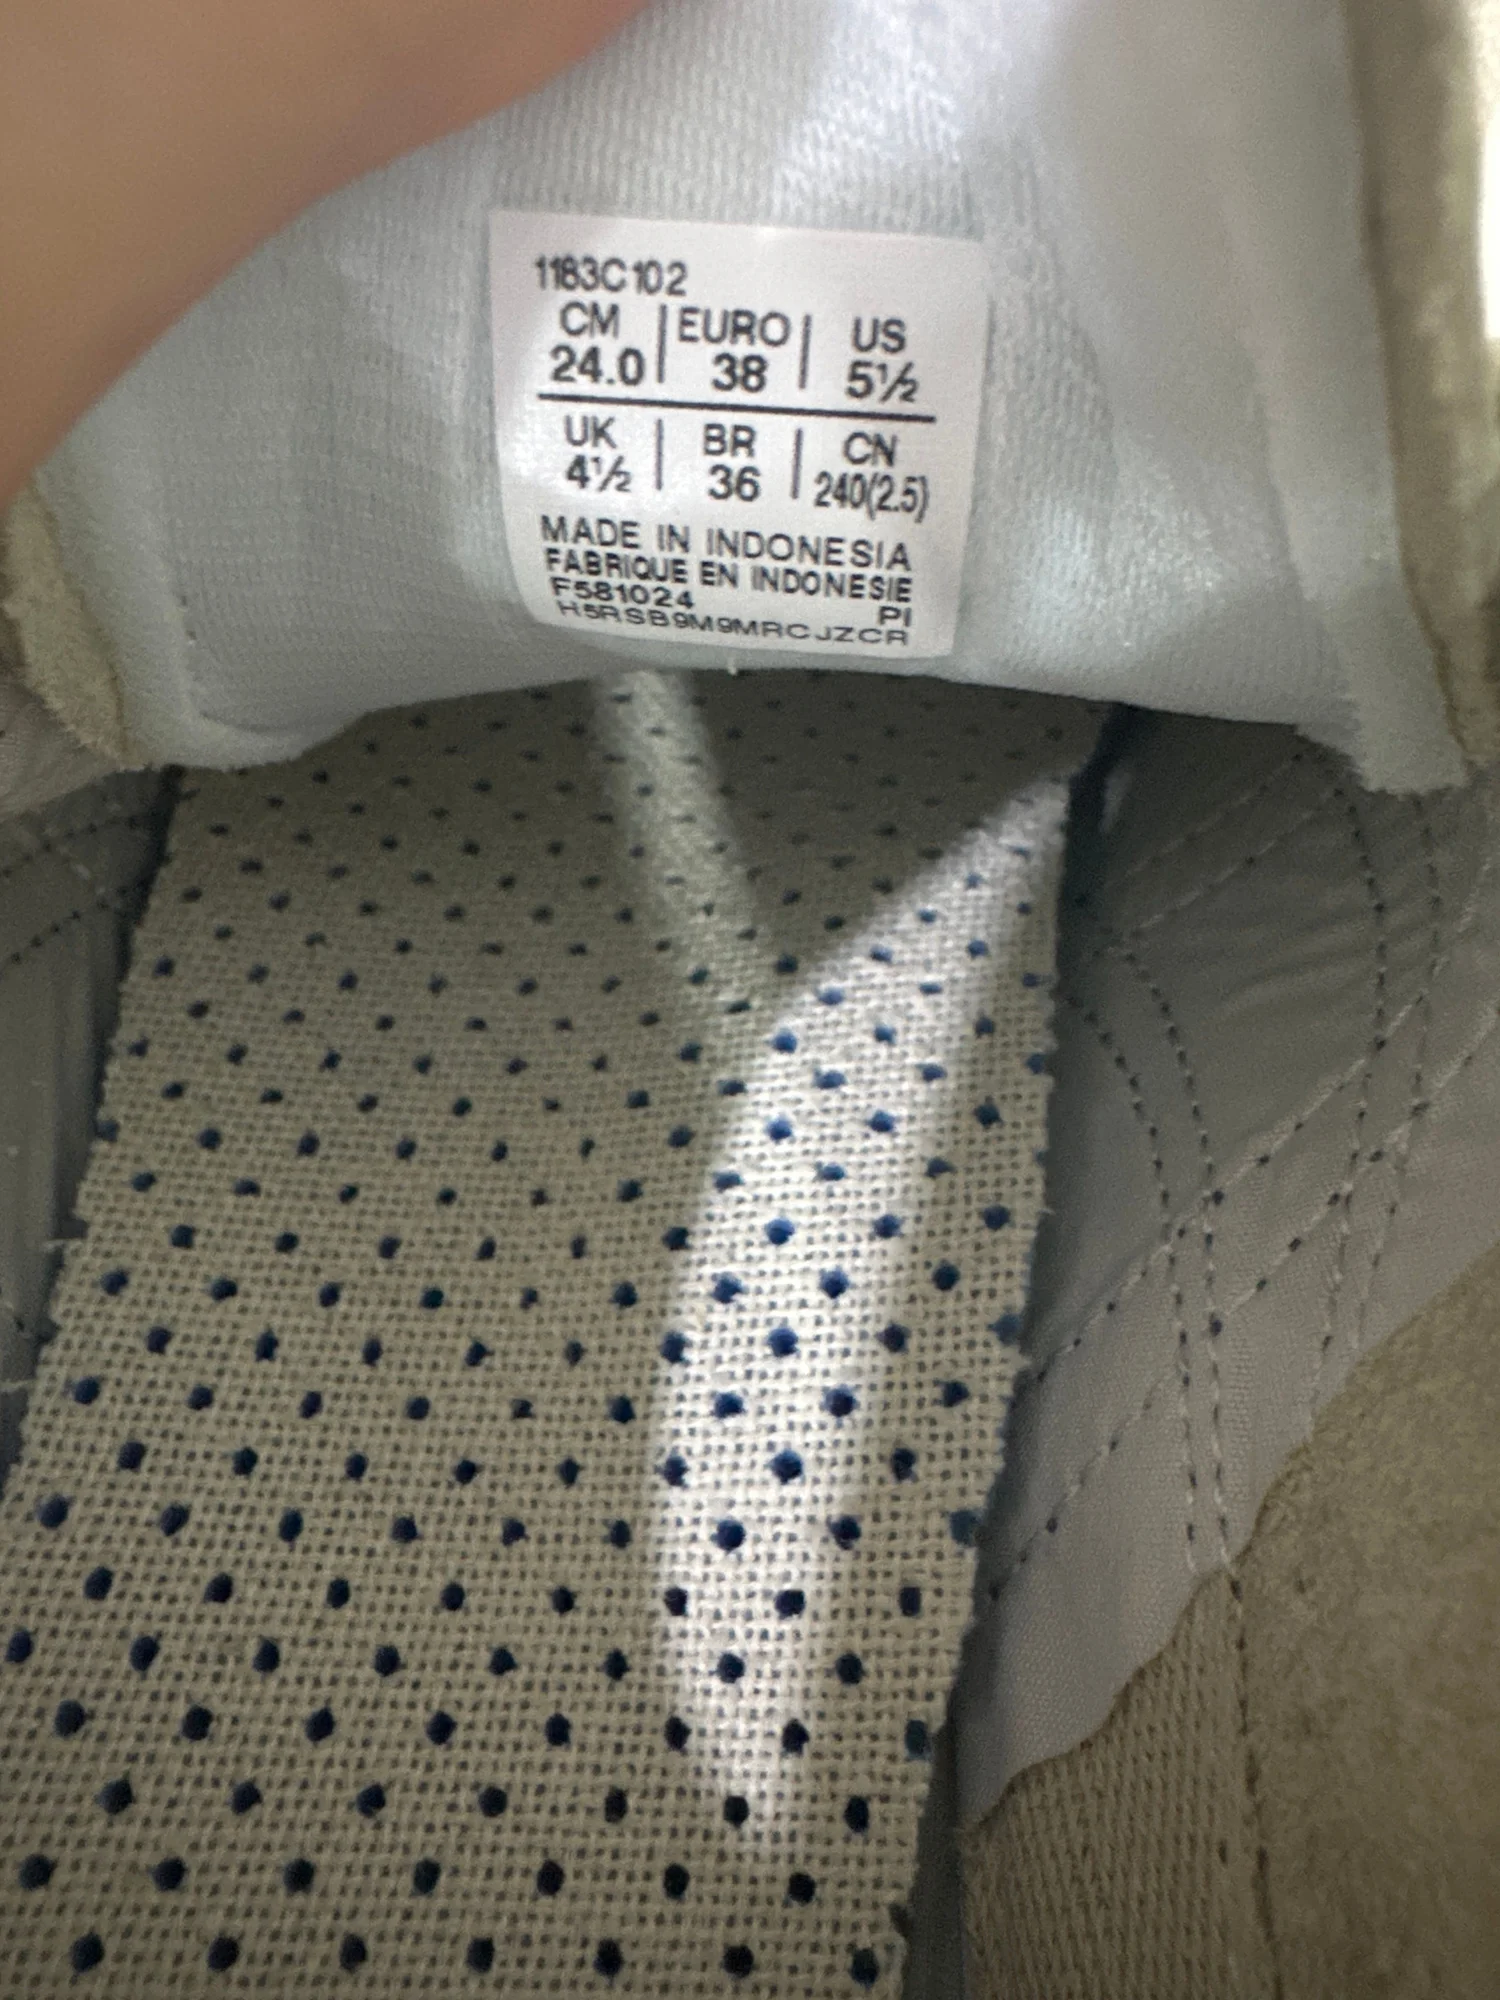 1183C102
CM | EURO | US
24.0 | 38 | 5½
UK | BR | CN
4½ | 36 | 240(2.5)
MADE IN INDONESIA
FABRIQUE EN INDONESIE
F581024 PI
H5RSB9M9MRCJZCR